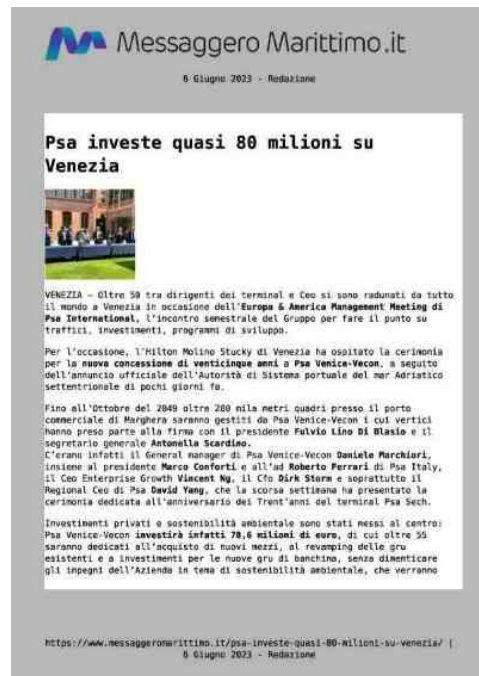 Messaggero Marittimo.it
6 Giugno 2023 - Redazione
Psa investe quasi 80 milioni su
Venezia
VENEZIA – Oltre 50 tra dirigenti dei terminal e Ceo si sono radunati da tutto
il mondo a Venezia in occasione dell'Europa & America Management Meeting di
Psa International, l'incontro semestrale del Gruppo per fare il punto su
traffici, investimenti, programmi di sviluppo.
Per l'occasione, l'Hilton Molino Stucky di Venezia ha ospitato la cerimonia
per la nuova concessione di venticinque anni a Psa Venice-Vecon, a seguito
dell'annuncio ufficiale dell'Autorità di Sistema portuale del mar Adriatico
settentrionale di pochi giorni fa.
Fino all'Ottobre del 2049 oltre 280 mila metri quadri presso il porto
commerciale di Marghera saranno gestiti da Psa Venice-Vecon i cui vertici
hanno preso parte alla firma con il presidente Fulvio Lino Di Blasio e il
segretario generale Antonella Scardino.
C'erano infatti il General manager di Psa Venice-Vecon Daniele Marchiori,
insieme al presidente Marco Conforti e all'ad Roberto Ferrari di Psa Italy,
il Ceo Enterprise Growth Vincent Ng, il Cfo Dirk Storm e soprattutto il
Regional Ceo di Psa David Yang, che la scorsa settimana ha presentato la
cerimonia dedicata all'anniversario dei Trent'anni del terminal Psa Sech.
Investimenti privati e sostenibilità ambientale sono stati messi al centro:
Psa Venice-Vecon investirà infatti 78,6 milioni di euro, di cui oltre 55
saranno dedicati all'acquisto di nuovi mezzi, al revamping delle gru
esistenti e a investimenti per le nuove gru di banchina, senza dimenticare
gli impegni dell'Azienda in tema di sostenibilità ambientale, che verranno
https://www.messaggeromarittimo.it/psa-investe-quasi-80-milioni-su-venezia/ |
6 Giugno 2023 - Redazione